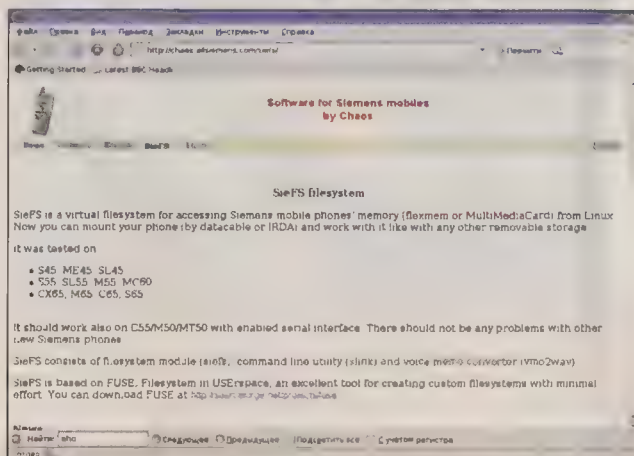 Файл Правка Вид Переход Закладки Инструменты Справка
Перейти
Getting Started Latest BBC Headli
Software for Siemens mobiles
by Chaos
SieFS
SieFS filesystem
SieFS is a virtual filesystem for accessing Siemens mobile phones' memory (flexmem or MultiMediaCard) from Linux
Now you can mount your phone (by datacable or IRDA) and work with it like with any other removable storage
It was tested on
S45 ME45 SL45
S55 SL55 M55 MC60
CX65, M65 C65, S65
It should work also on C55/M50/MT50 with enabled serial interface There should not be any problems with other
new Siemens phones
SieFS consists of filesystem module (siefs), command line utility (slink) and voice memo converter (vmo2wav)
SieFS is based on FUSE. Filesystem in USErspace, an excellent tool for creating custom filesystems with minimal
effort. You can download FUSE at
Найти: Следующее Предыдущее Подсветить все С учетом регистра